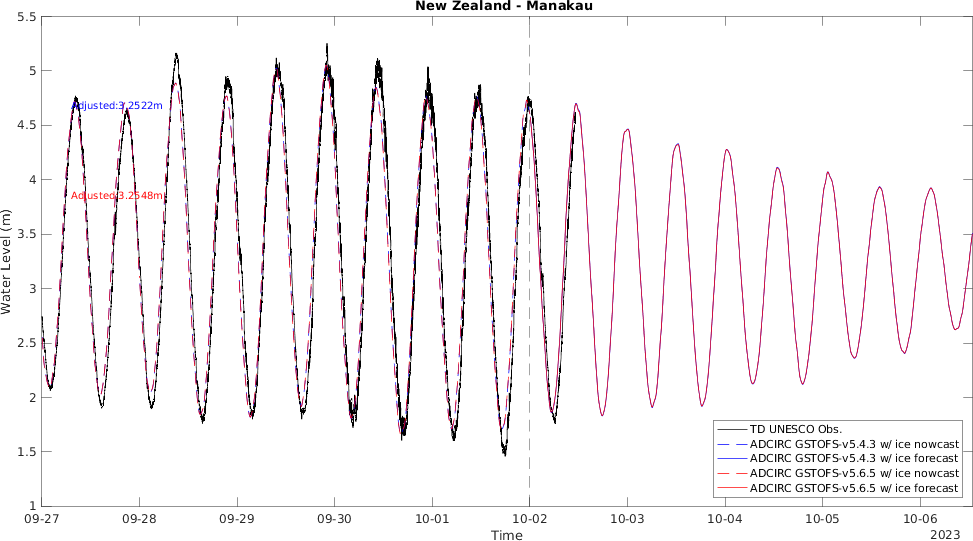 New Zealand - Manakau
5.5
5
4.5
4
3.5
3
2.5
2
1.5
1
Water Level (m)
Adjusted:3.2522m
Adjusted:3.2548m
TD UNESCO Obs.
ADCIRC GSTOFS-v5.4.3 w/ ice nowcast
ADCIRC GSTOFS-v5.4.3 w/ ice forecast
ADCIRC GSTOFS-v5.6.5 w/ ice nowcast
ADCIRC GSTOFS-v5.6.5 w/ ice forecast
09-27 09-28 09-29 09-30 10-01 10-02 10-03 10-04 10-05 10-06
Time
2023